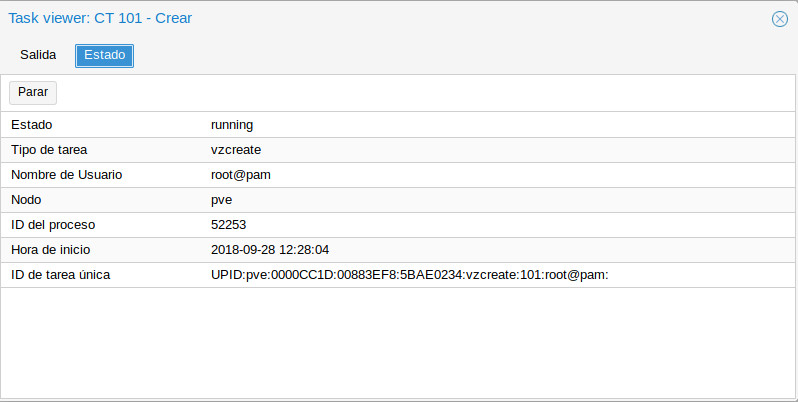 Task viewer: CT 101 - Crear
Salida Estado
Parar
Estado running
Tipo de tarea vzcreate
Nombre de Usuario root@pam
Nodo pve
ID del proceso 52253
Hora de inicio 2018-09-28 12:28:04
ID de tarea única UPID:pve:0000CC1D:00883EF8:5BAE0234:vzcreate:101:root@pam: